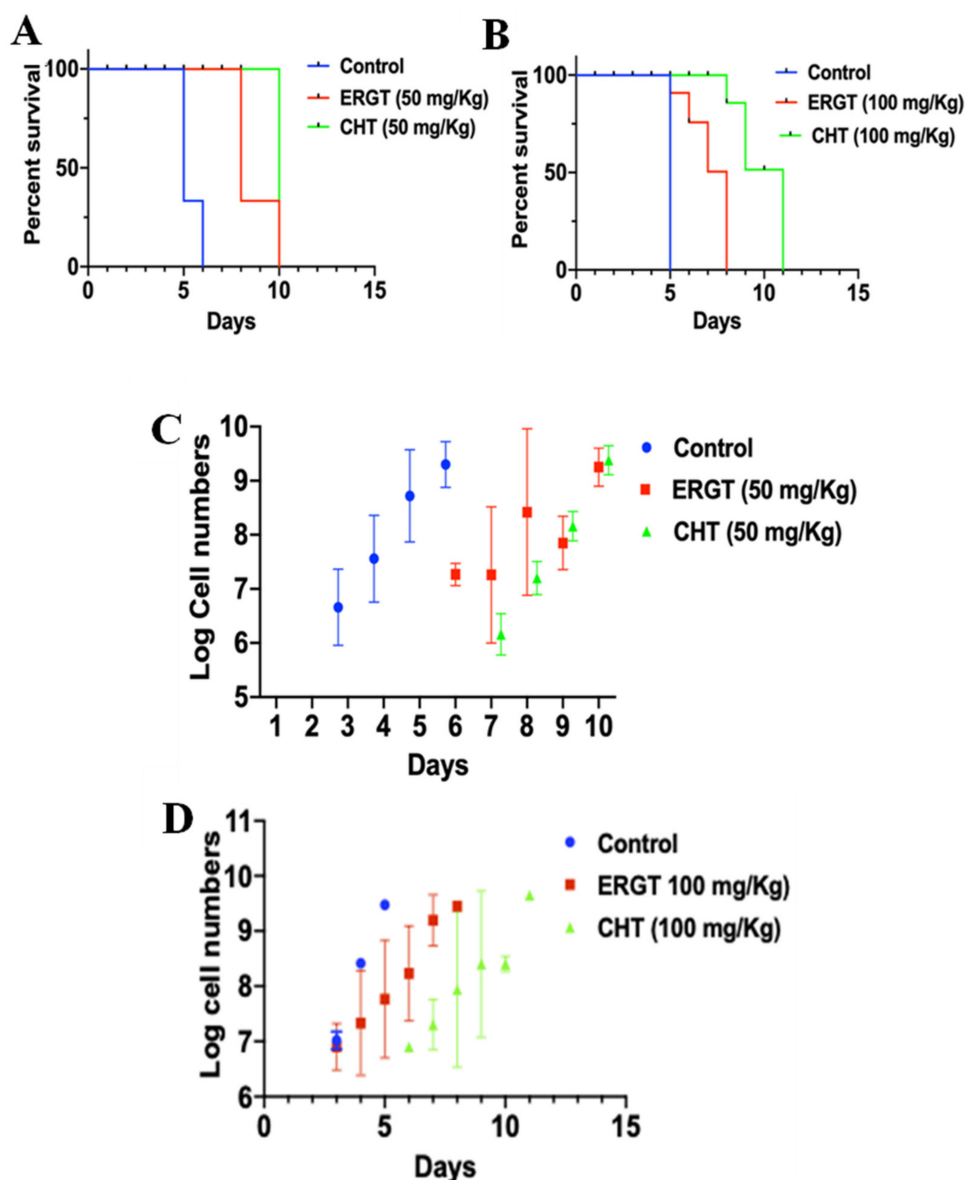 A
Percent survival
100
50
0
0 5 10 15
Days
Control
ERGT (50 mg/Kg)
CHT (50 mg/Kg)
B
Percent survival
100
50
0
0 5 10 15
Days
Control
ERGT (100 mg/Kg)
CHT (100 mg/Kg)
C
Log Cell numbers
10
9
8
7
6
5
1 2 3 4 5 6 7 8 9 10
Days
Control
ERGT (50 mg/Kg)
CHT (50 mg/Kg)
D
Log cell numbers
11
10
9
8
7
6
0 5 10 15
Days
Control
ERGT 100 mg/Kg)
CHT (100 mg/Kg)